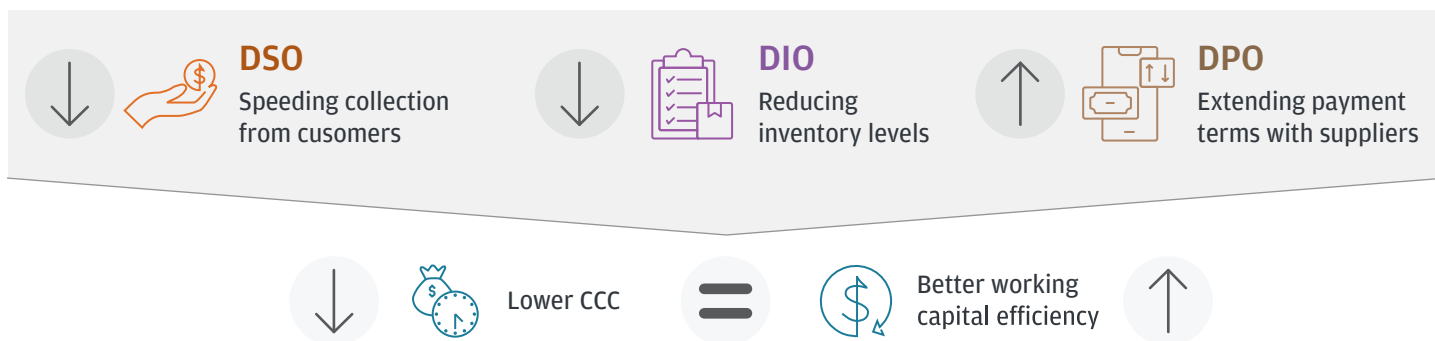 DSO
Speeding collection
from cusomers
DIO
Reducing
inventory levels
DPO
Extending payment
terms with suppliers
Lower CCC
Better working
capital efficiency